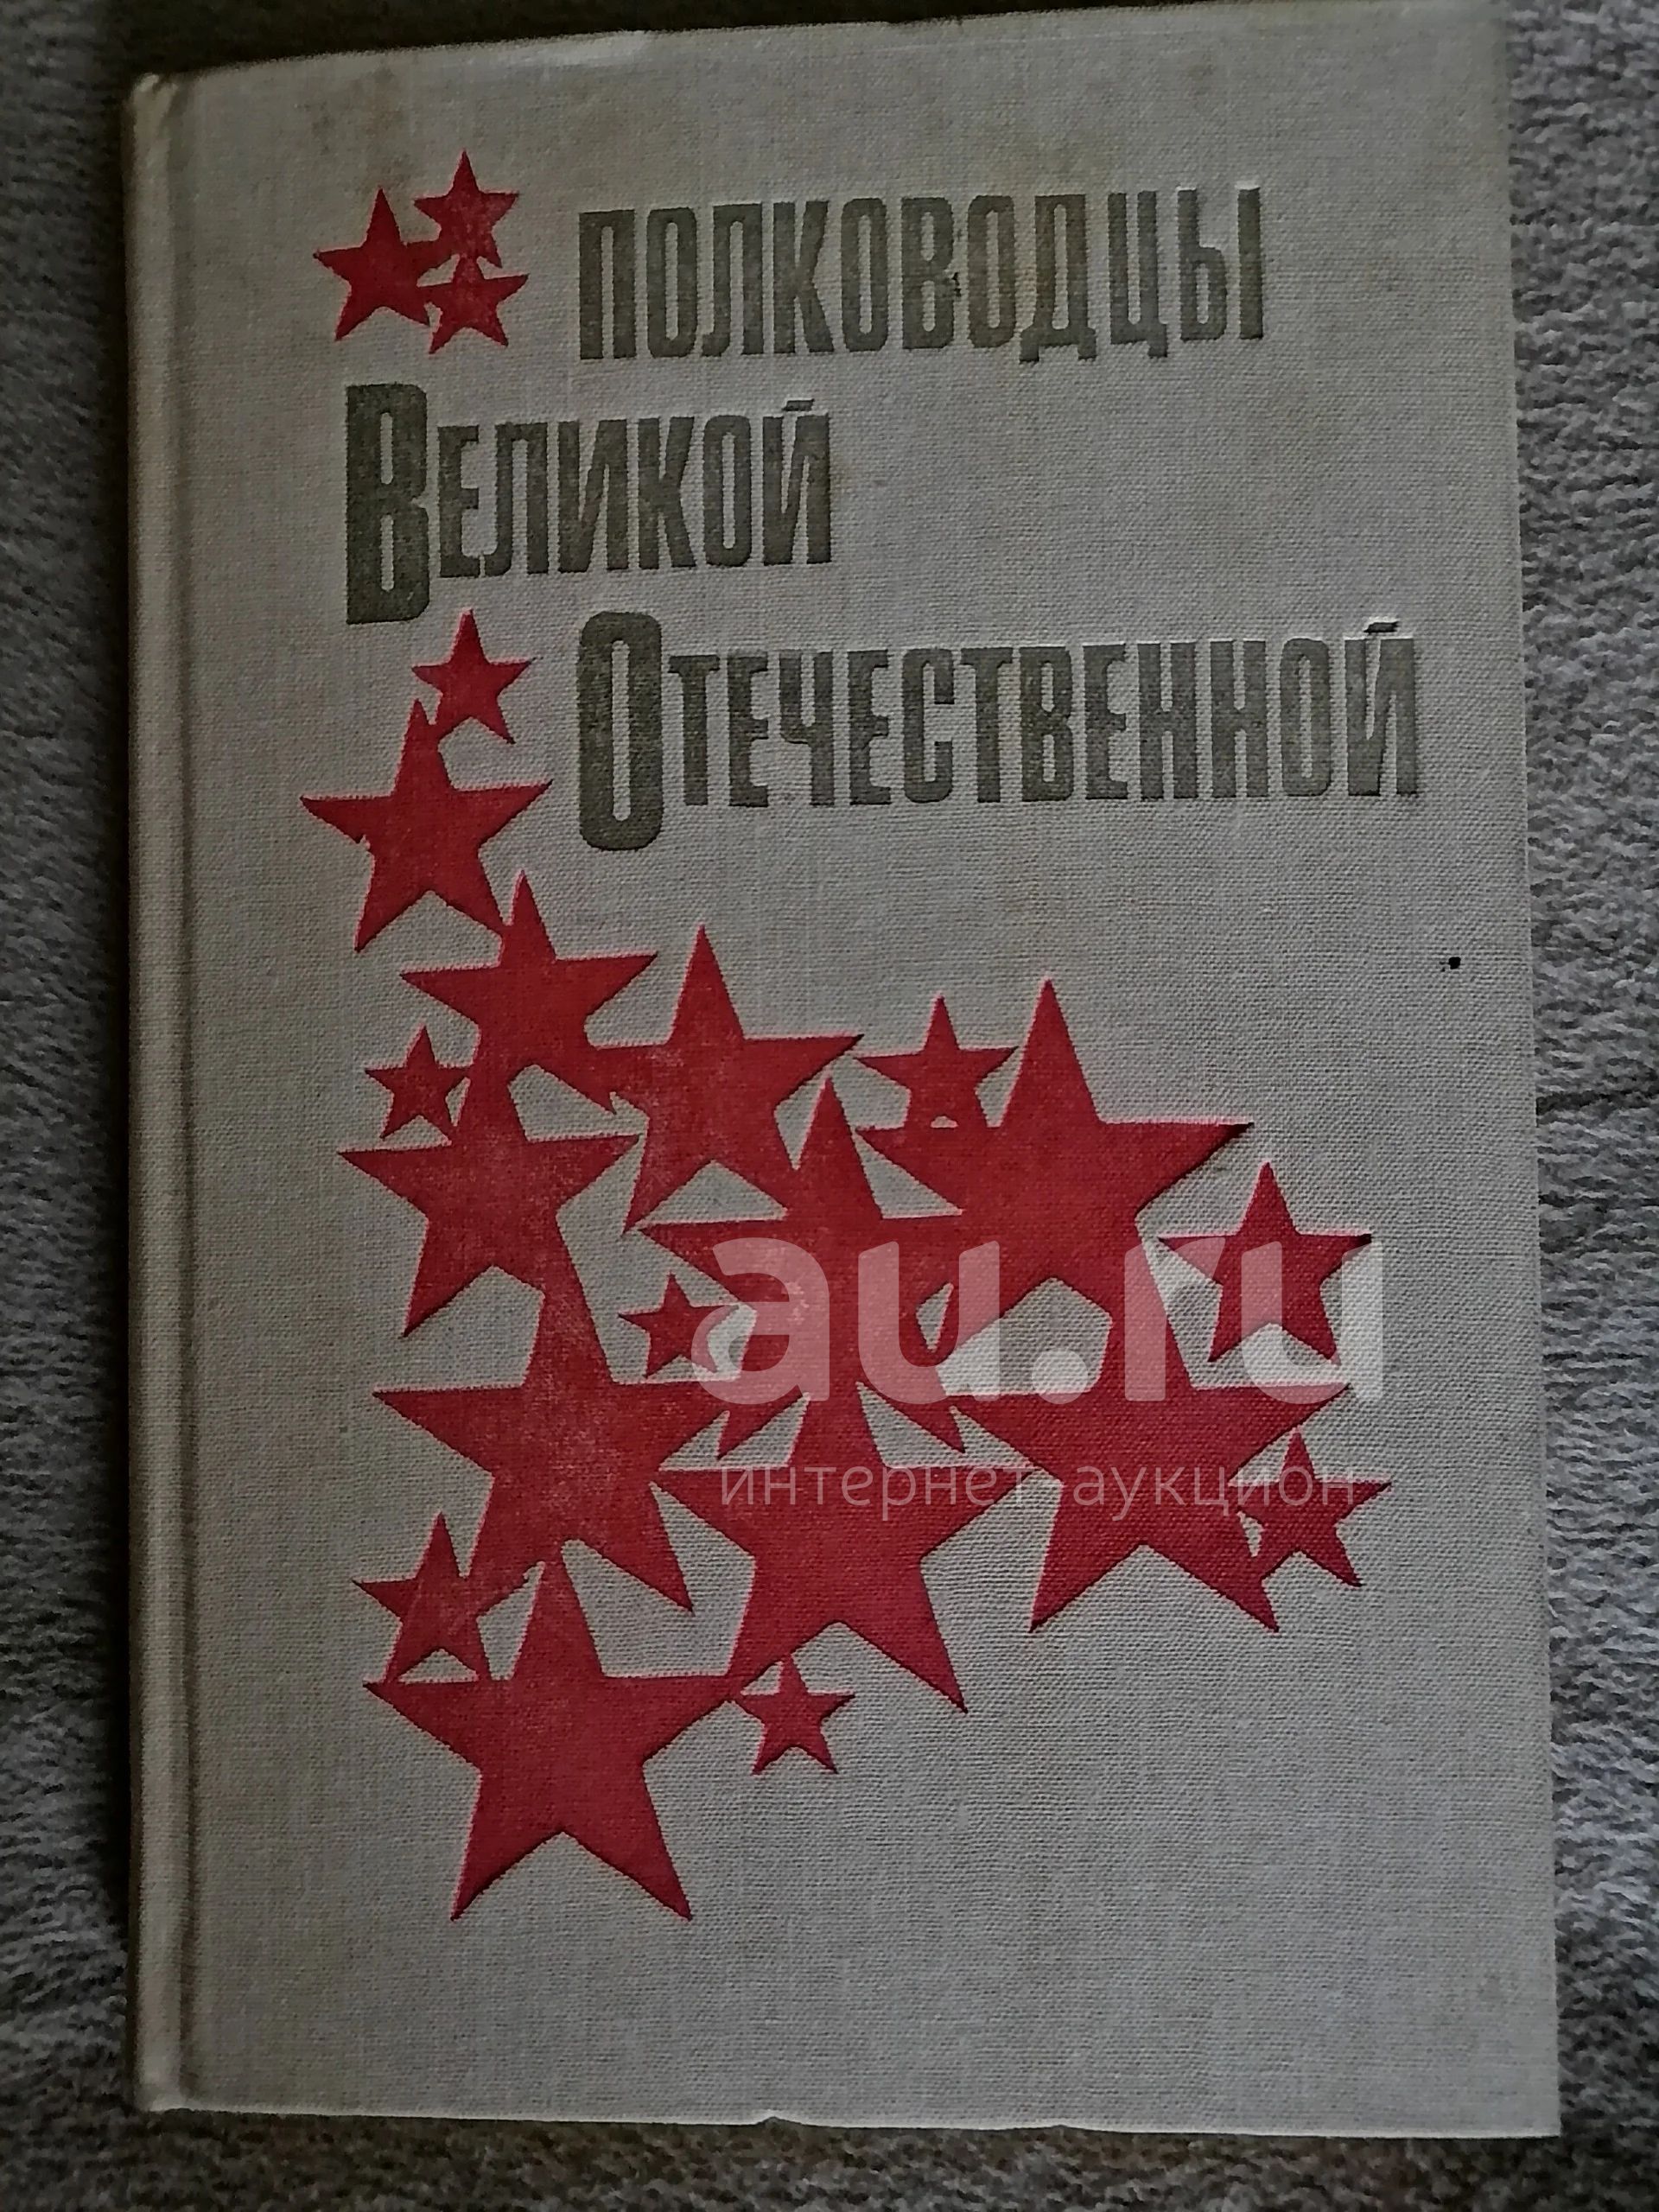 ПОЛКОВОДЦЫ
ВЕЛИКОЙ
ОТЕЧЕСТВЕННОЙ
au.ru
интернет-аукцион